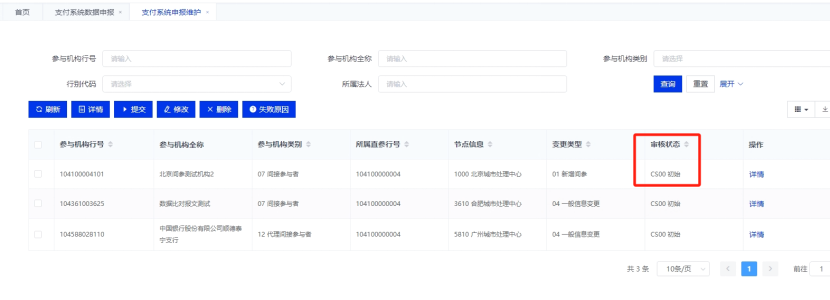 首页 支付系统数据申报 × 支付系统申报维护 ×
参与机构行号 请输入 参与机构全称 请输入 参与机构类别 请选择
行别代码 请选择 所属法人 请输入 查询 重置 展开
刷新 详情 提交 修改 × 删除 失败原因
参与机构行号 参与机构全称 参与机构类别 所属直参行号 节点信息 变更类型 审核状态 操作
104100004101 北京间参测试机构2 07 间接参与者 104100000004 1000 北京城市处理中心 01 新增间参 CS00 初始 详情
104361003625 数据比对报文测试 07 间接参与者 104100000004 3610 合肥城市处理中心 04 一般信息变更 CS00 初始 详情
104588028110 中国银行股份有限公司顺德泰宁支行 12 代理间接参与者 104100000004 5810 广州城市处理中心 04 一般信息变更 CS00 初始 详情
共 3 条 10条/页 < 1 > 前往 1